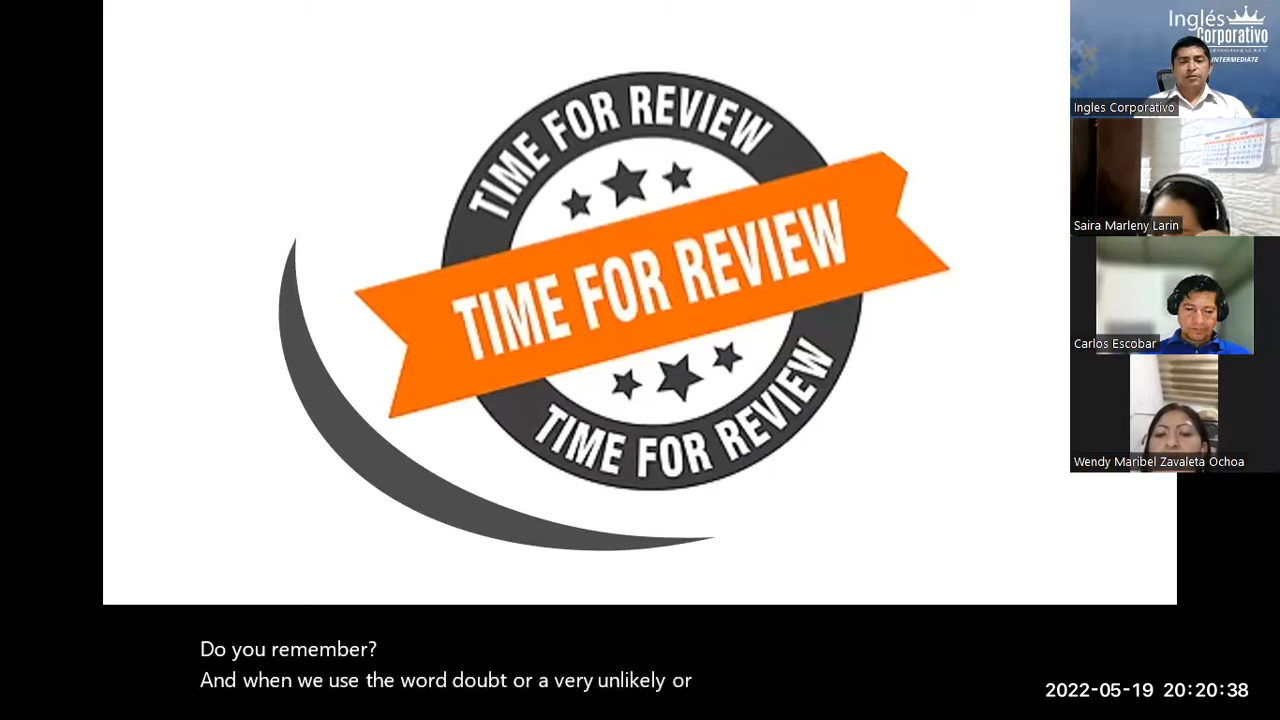 TIME FOR REVIEW
TIME FOR REVIEW
TIME FOR REVIEW
Inglés
Corporativo
INTERMEDIATE
Ingles Corporativo
Saira Marleny Larin
Carlos Escobar
Wendy Maribel Zavaleta Ochoa
Do you remember?
And when we use the word doubt or a very unlikely or
2022-05-19 20:20:38